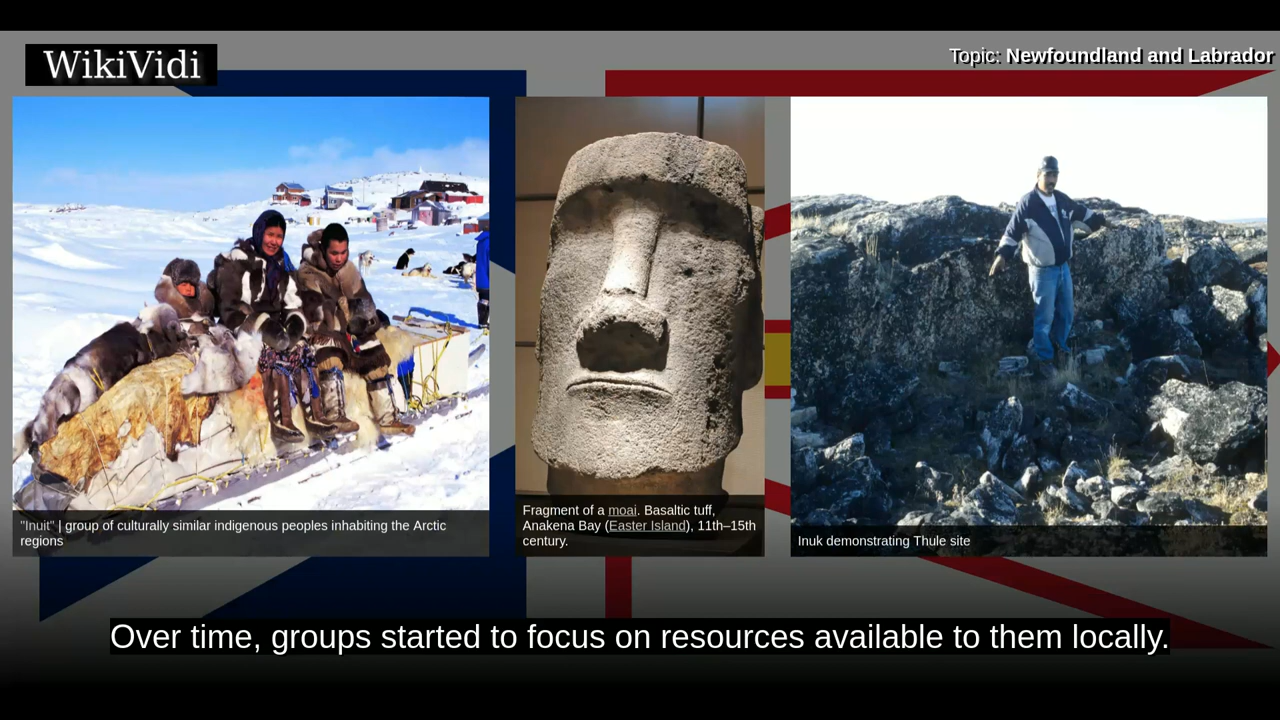 WikiVidi
Topic: Newfoundland and Labrador
"Inuit" | group of culturally similar indigenous peoples inhabiting the Arctic
regions
Fragment of a moai. Basaltic tuff,
Anakena Bay (Easter Island), 11th–15th
century.
Inuk demonstrating Thule site
Over time, groups started to focus on resources available to them locally.